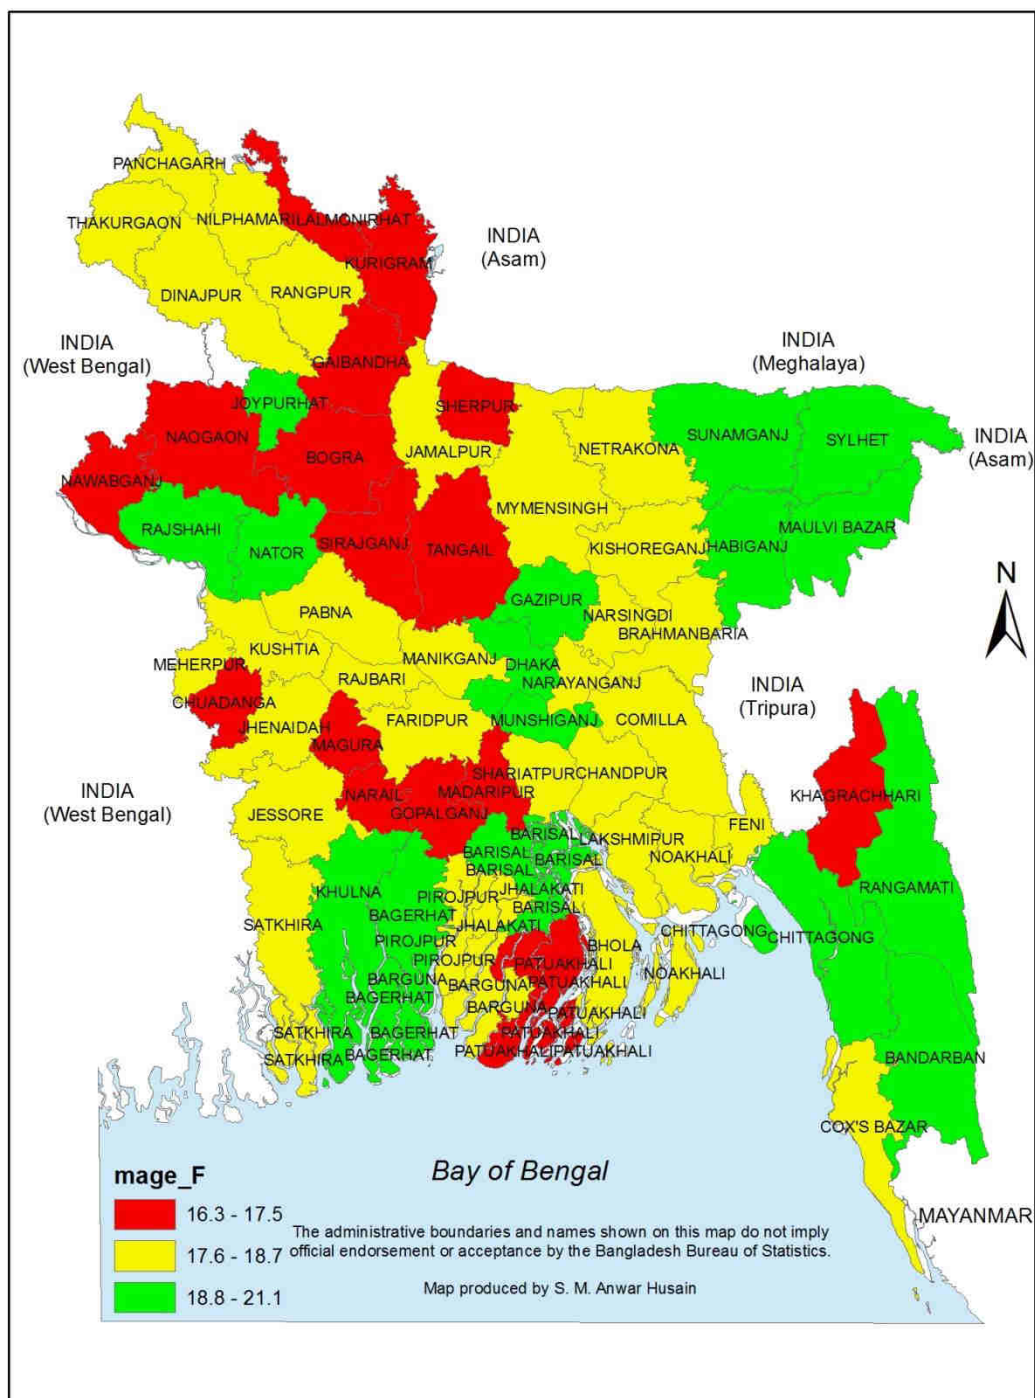 PANCHAGARH
THAKURGAON
NILPHAMARI
LALMONIRHAT
KURIGRAM
INDIA
(Asam)
DINAJPUR
RANGPUR
INDIA
(West Bengal)
GAIBANDHA
INDIA
(Meghalaya)
JOYPURHAT
SHERPUR
NAOGAON
BOGRA
JAMALPUR
NETRAKONA
SUNAMGANJ
SYLHET
INDIA
(Asam)
NAWABGANJ
MYMENSINGH
RAJSHAHI
NATOR
SIRAJGANJ
TANGAIL
KISHOREGANJ
HABIGANJ
MAULVI BAZAR
GAZIPUR
N
PABNA
NARSINGDI
BRAHMANBARIA
KUSHTIA
MEHERPUR
MANIKGANJ
DHAKA
RAJBARI
NARAYANGANJ
CHUADANGA
JHENAIDAH
FARIDPUR
MUNSHIGANJ
COMILLA
INDIA
(Tripura)
MAGURA
SHARIATPUR
CHANDPUR
INDIA
(West Bengal)
NARAIL
MADARIPUR
KHAGRACHHARI
JESSORE
GOPALGANJ
FENI
BARISAL
LAKSHMIPUR
BARISAL
BARISAL
NOAKHALI
BARISAL
KHULNA
PIROJPUR
JHALAKATI
RANGAMATI
BAGERHAT
BARISAL
SATKHIRA
JHALAKATI
CHITTAGONG
CHITTAGONG
PIROJPUR
BHOLA
PIROJPUR
PATUAKHALI
NOAKHALI
BARGUNA
BARGUNA
PATUAKHALI
BAGERHAT
BARGUNA
PATUAKHALI
SATKHIRA
BAGERHAT
PATUAKHALI
SATKHIRA
BAGERHAT
PATUAKHALI
PATUAKHALI
BANDARBAN
COX'S BAZAR
Bay of Bengal
mage_F
16.3 - 17.5
17.6 - 18.7
18.8 - 21.1
The administrative boundaries and names shown on this map do not imply
official endorsement or acceptance by the Bangladesh Bureau of Statistics.
Map produced by S. M. Anwar Husain
MAYANMAR